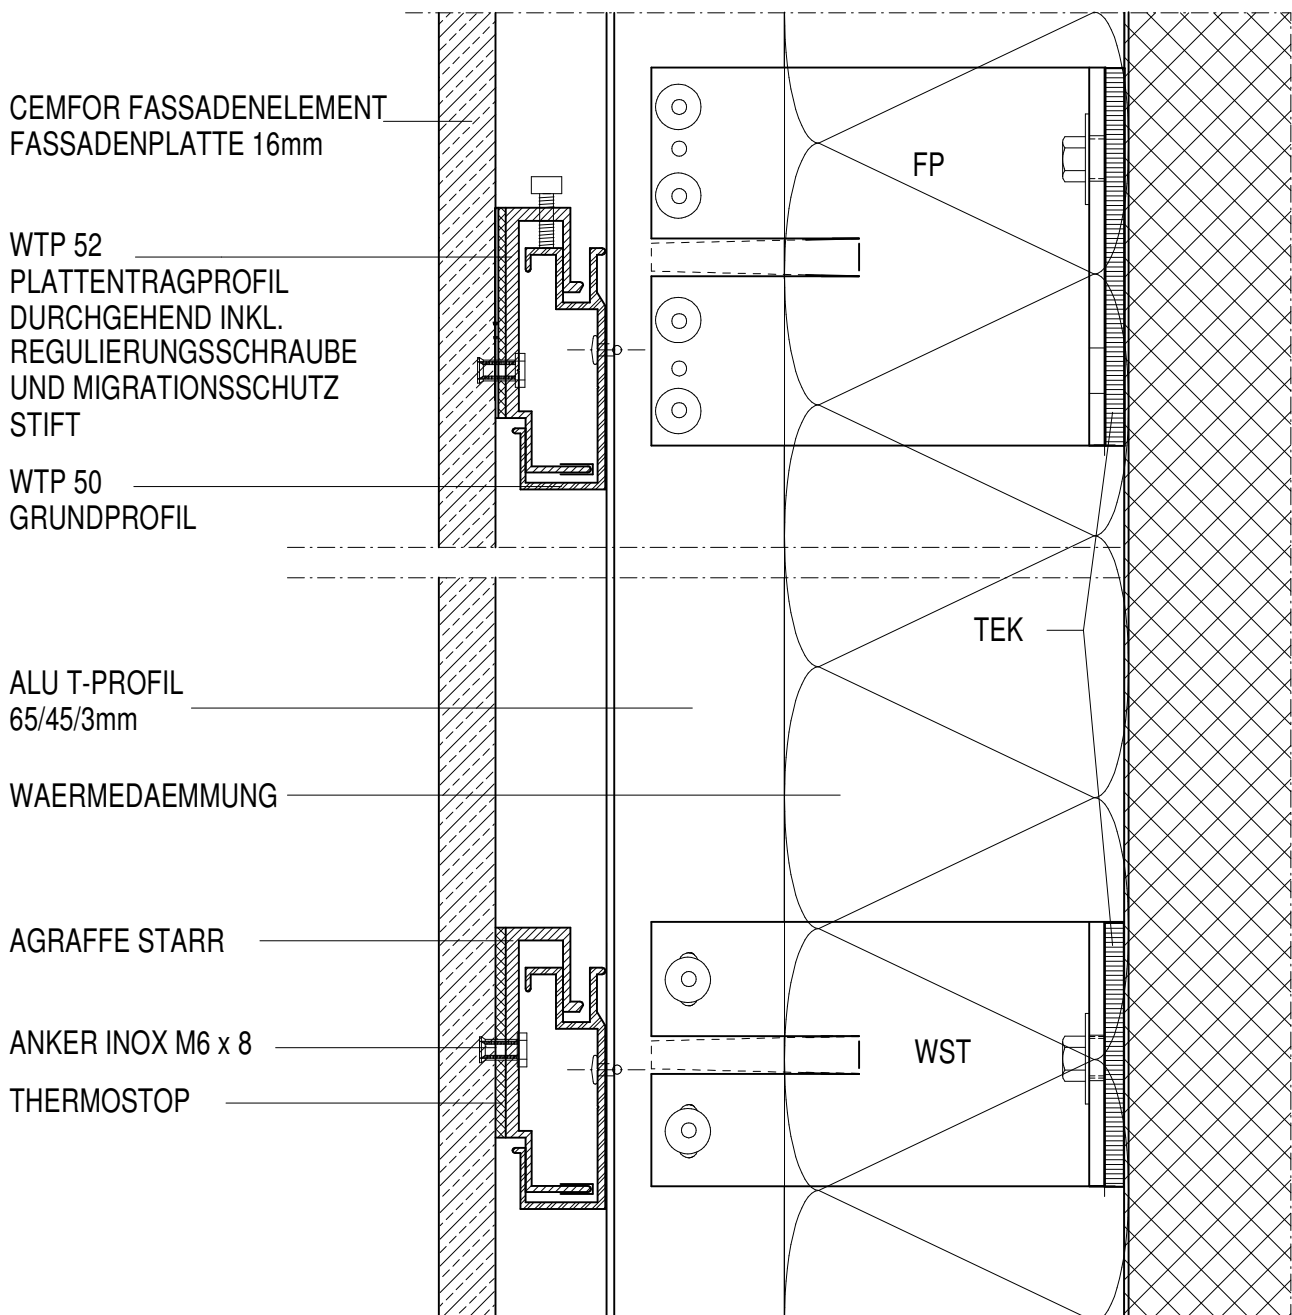 CEMFOR FASSADENELEMENT
FASSADENPLATTE 16mm
FP
WTP 52
PLATTENTRAGPROFIL
DURCHGEHEND INKL.
REGULIERUNGSSCHRAUBE
UND MIGRATIONSSCHUTZ
STIFT
WTP 50
GRUNDPROFIL
TEK
ALU T-PROFIL
65/45/3mm
WAERMEDAEMMUNG
AGRAFFE STARR
ANKER INOX M6 x 8
WST
THERMOSTOP